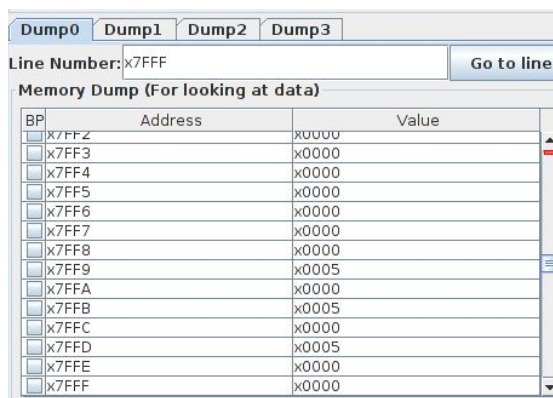 Dump0 Dump1 Dump2 Dump3
Line Number: x7FFF Go to line
Memory Dump (For looking at data)
BP Address Value
x7FF2 x0000
x7FF3 x0000
x7FF4 x0000
x7FF5 x0000
x7FF6 x0000
x7FF7 x0000
x7FF8 x0000
x7FF9 x0005
x7FFA x0000
x7FFB x0005
x7FFC x0000
x7FFD x0005
x7FFE x0000
x7FFF x0000